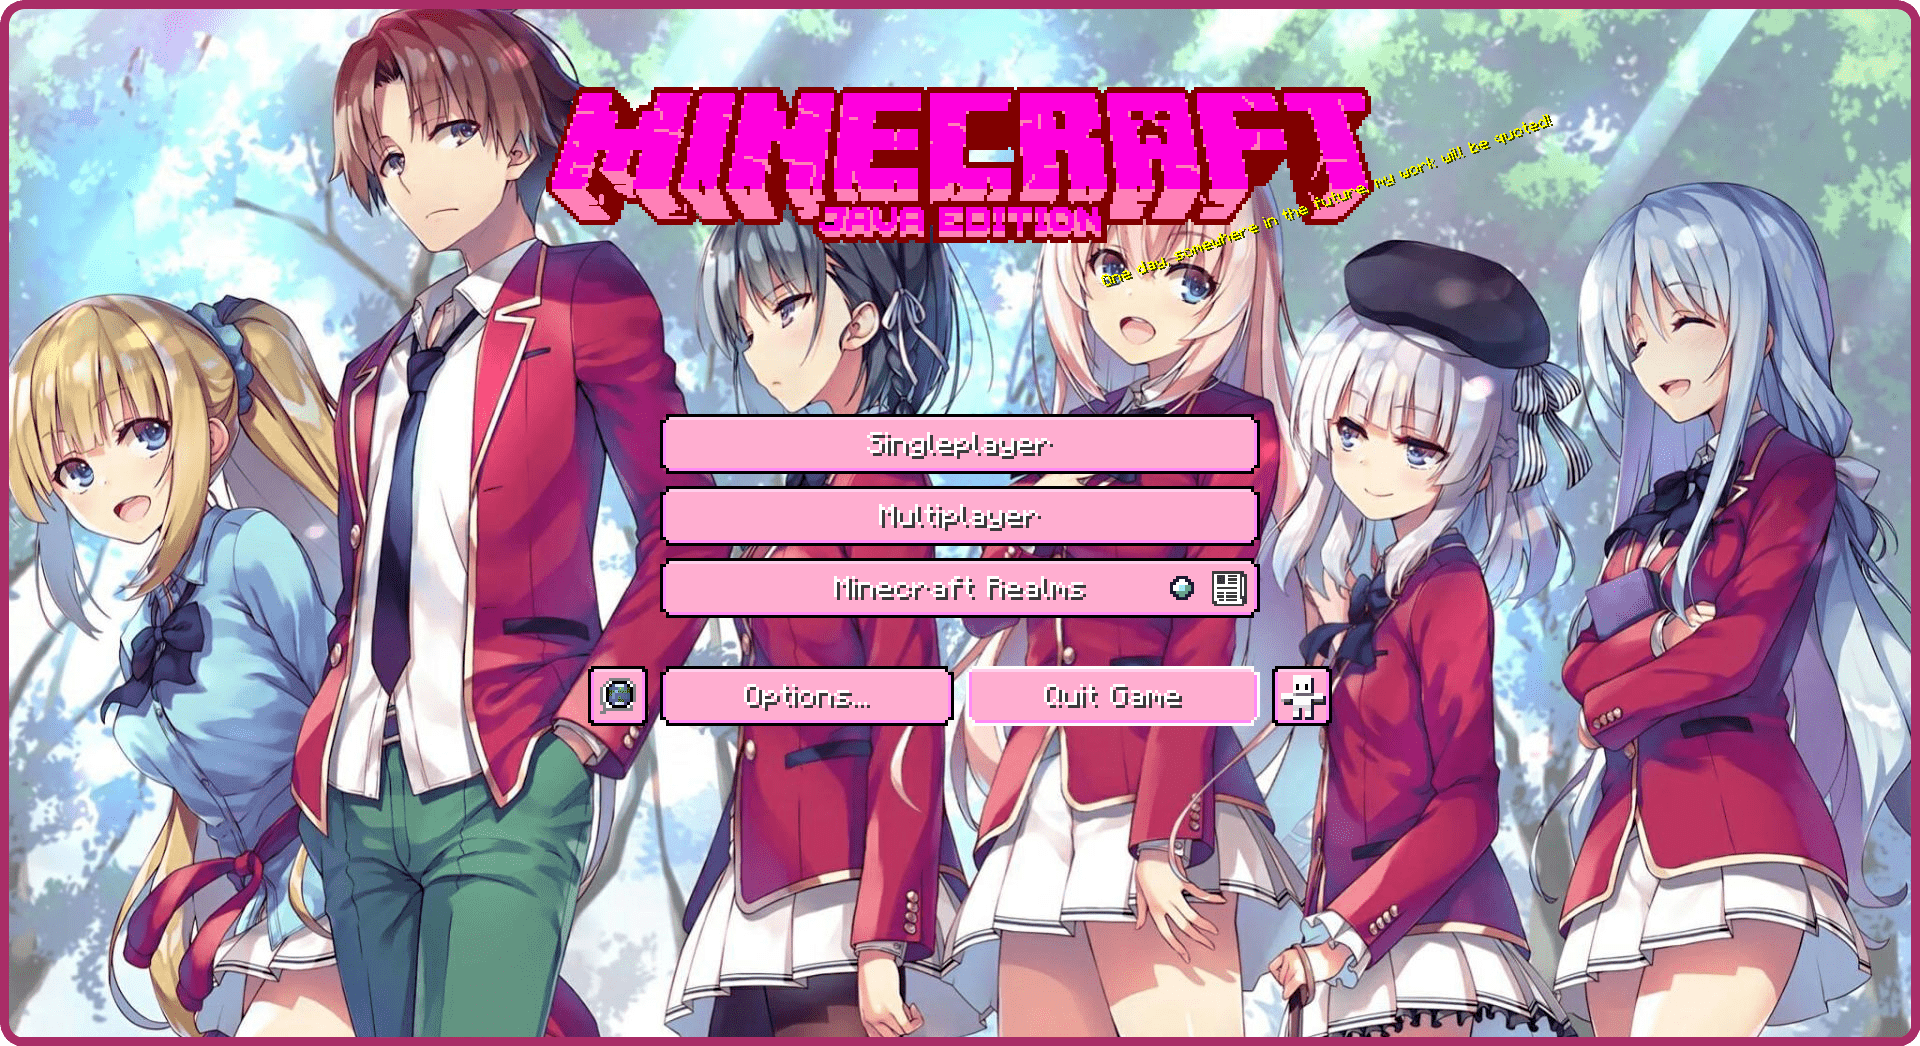 MINECRAFT
JAVA EDITION
One day, somewhere in the future, my work will be quoted!
Singleplayer
Multiplayer
Minecraft Realms
Options...
Quit Game